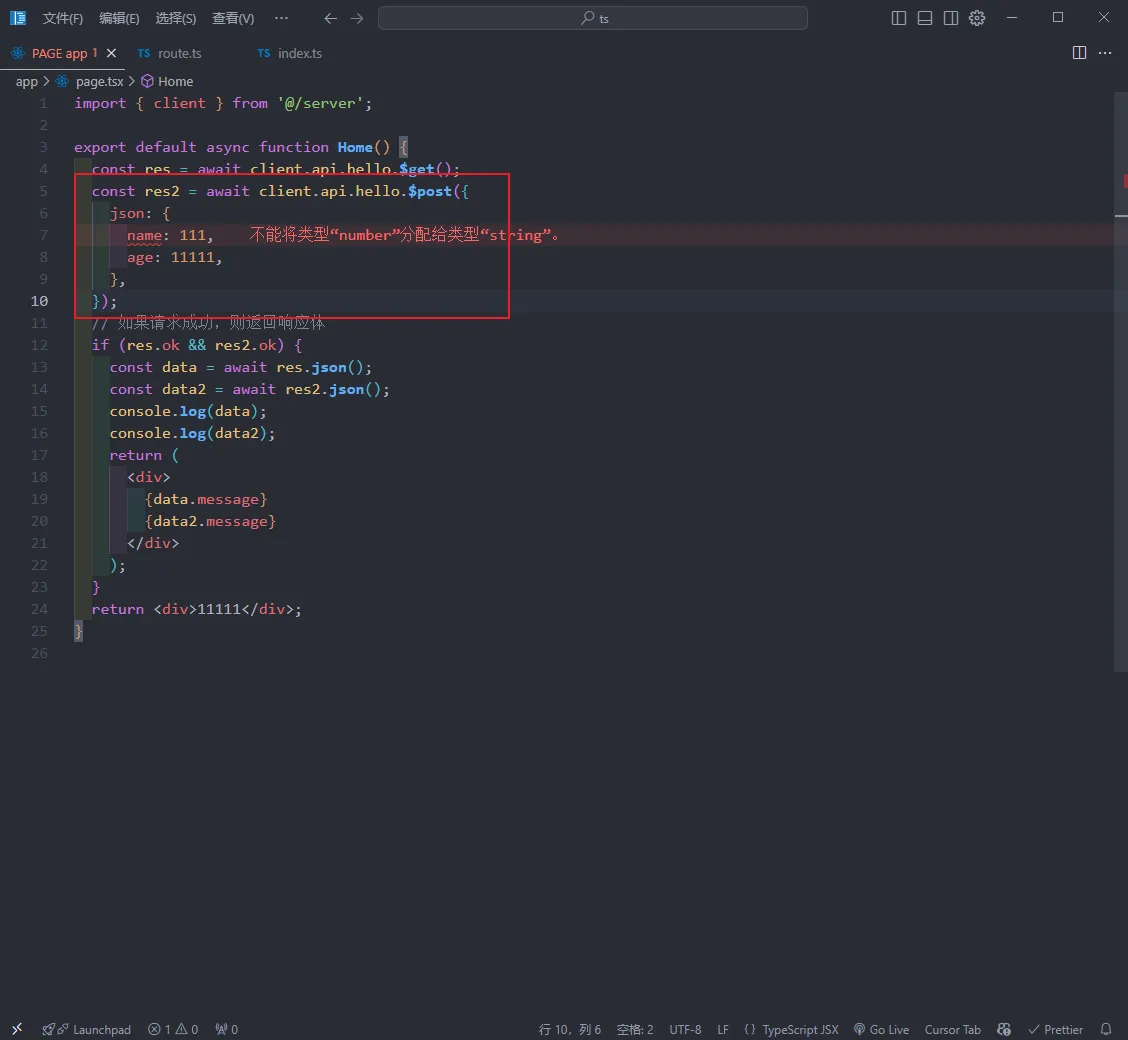 文件(F) 编辑(E) 选择(S) 查看(V) ··· ts
PAGE app 1 TS route.ts TS index.ts
app > page.tsx > Home
1 import { client } from '@/server';
2
3 export default async function Home() {
4 const res = await client.api.hello.$get();
5 const res2 = await client.api.hello.$post({
6 json: {
7 name: 111, 不能将类型“number”分配给类型“string”。
8 age: 11111,
9 },
10 });
11 // 如果请求成功，则返回响应体
12 if (res.ok && res2.ok) {
13 const data = await res.json();
14 const data2 = await res2.json();
15 console.log(data);
16 console.log(data2);
17 return (
18 <div>
19 {data.message}
20 {data2.message}
21 </div>
22 );
23 }
24 return <div>11111</div>;
25 }
26
Launchpad 1 0 0 行 10，列 6 空格: 2 UTF-8 LF { } TypeScript JSX Go Live Cursor Tab Prettier